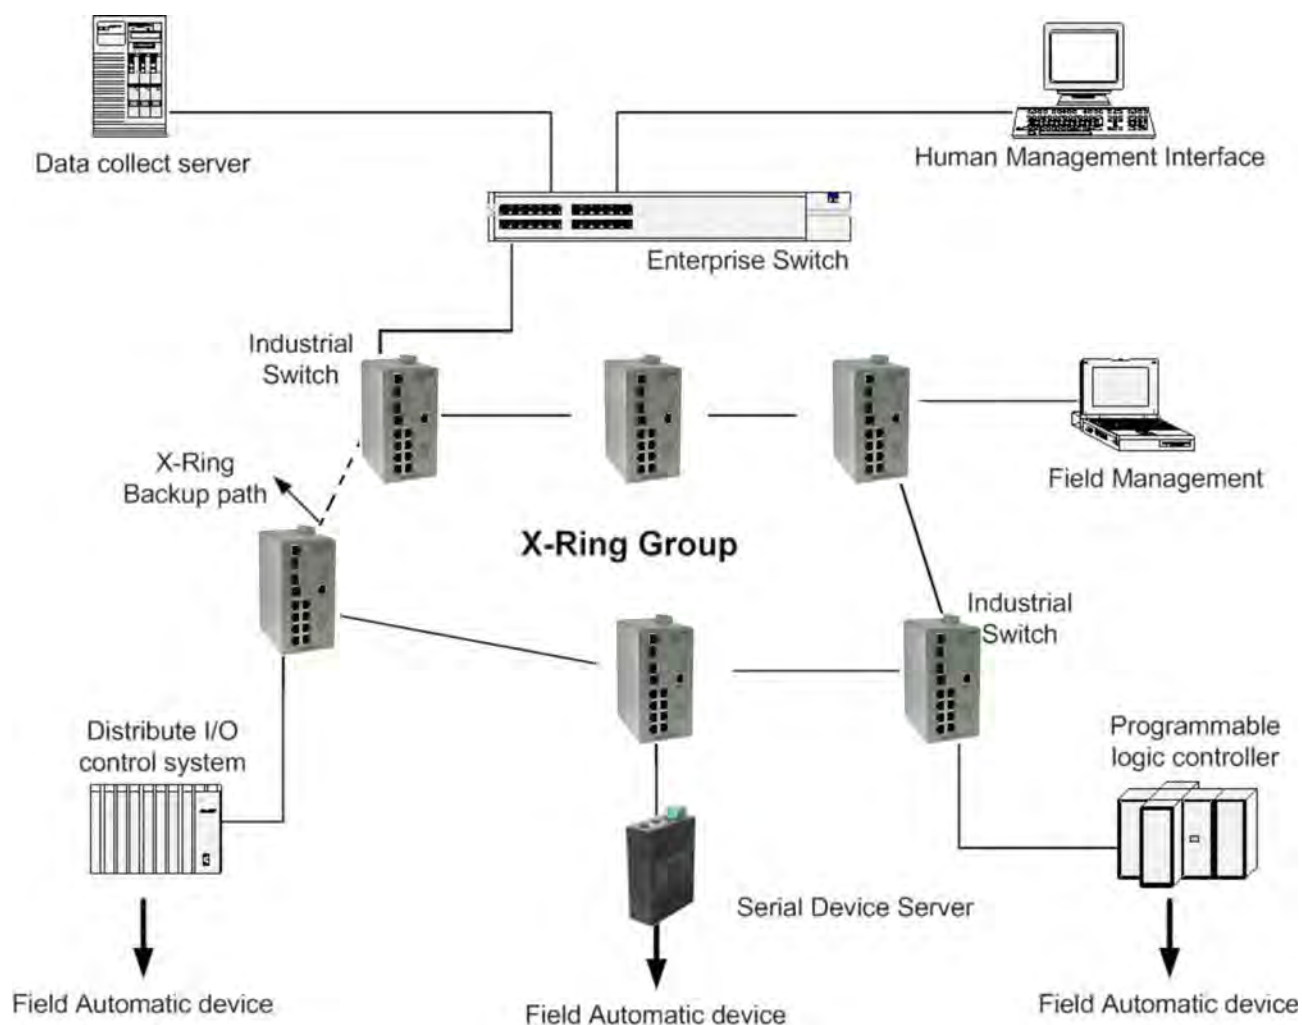 Data collect server
Human Management Interface
Enterprise Switch
Industrial
Switch
X-Ring
Backup path
Field Management
X-Ring Group
Industrial
Switch
Distribute I/O
control system
Programmable
logic controller
Serial Device Server
Field Automatic device
Field Automatic device
Field Automatic device